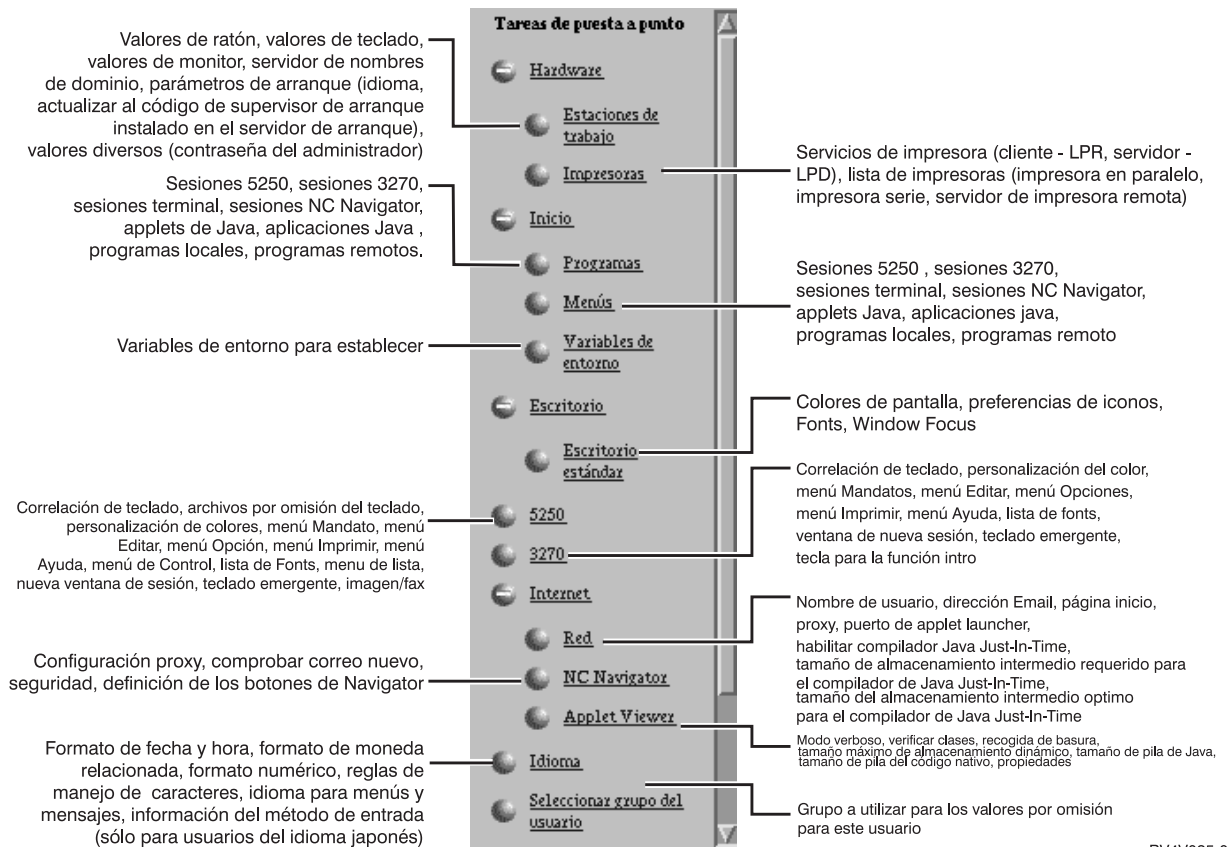 Tareas de puesta a punto
Valores de ratón, valores de teclado,
valores de monitor, servidor de nombres
de dominio, parámetros de arranque (idioma,
actualizar al código de supervisor de arranque
instalado en el servidor de arranque),
valores diversos (contraseña del administrador)
Sesiones 5250, sesiones 3270,
sesiones terminal, sesiones NC Navigator,
applets de Java, aplicaciones Java ,
programas locales, programas remotos.
Variables de entorno para establecer
Correlación de teclado, archivos por omisión del teclado,
personalización de colores, menú Mandato, menú
Editar, menú Opción, menú Imprimir, menú
Ayuda, menú de Control, lista de Fonts, menu de lista,
nueva ventana de sesión, teclado emergente, imagen/fax
Configuración proxy, comprobar correo nuevo,
seguridad, definición de los botones de Navigator
Formato de fecha y hora, formato de moneda
relacionada, formato numérico, reglas de
manejo de caracteres, idioma para menús y
mensajes, información del método de entrada
(sólo para usuarios del idioma japonés)
Hardware
Estaciones de
trabajo
Impresoras
Inicio
Programas
Menús
Variables de
entorno
Escritorio
Escritorio
estándar
5250
3270
Internet
Red
NC Navigator
Applet Viewer
Idioma
Seleccionar grupo del
usuario
Servicios de impresora (cliente - LPR, servidor -
LPD), lista de impresoras (impresora en paralelo,
impresora serie, servidor de impresora remota)
Sesiones 5250 , sesiones 3270,
sesiones terminal, sesiones NC Navigator,
applets Java, aplicaciones java,
programas locales, programas remoto
Colores de pantalla, preferencias de iconos,
Fonts, Window Focus
Correlación de teclado, personalización del color,
menú Mandatos, menú Editar, menú Opciones,
menú Imprimir, menú Ayuda, lista de fonts,
ventana de nueva sesión, teclado emergente,
tecla para la función intro
Nombre de usuario, dirección Email, página inicio,
proxy, puerto de applet launcher,
habilitar compilador Java Just-In-Time,
tamaño de almacenamiento intermedio requerido para
el compilador de Java Just-In-Time,
tamaño del almacenamiento intermedio optimo
para el compilador de Java Just-In-Time
Modo verboso, verificar clases, recogida de basura,
tamaño máximo de almacenamiento dinámico, tamaño de pila de Java,
tamaño de pila del código nativo, propiedades
Grupo a utilizar para los valores por omisión
para este usuario